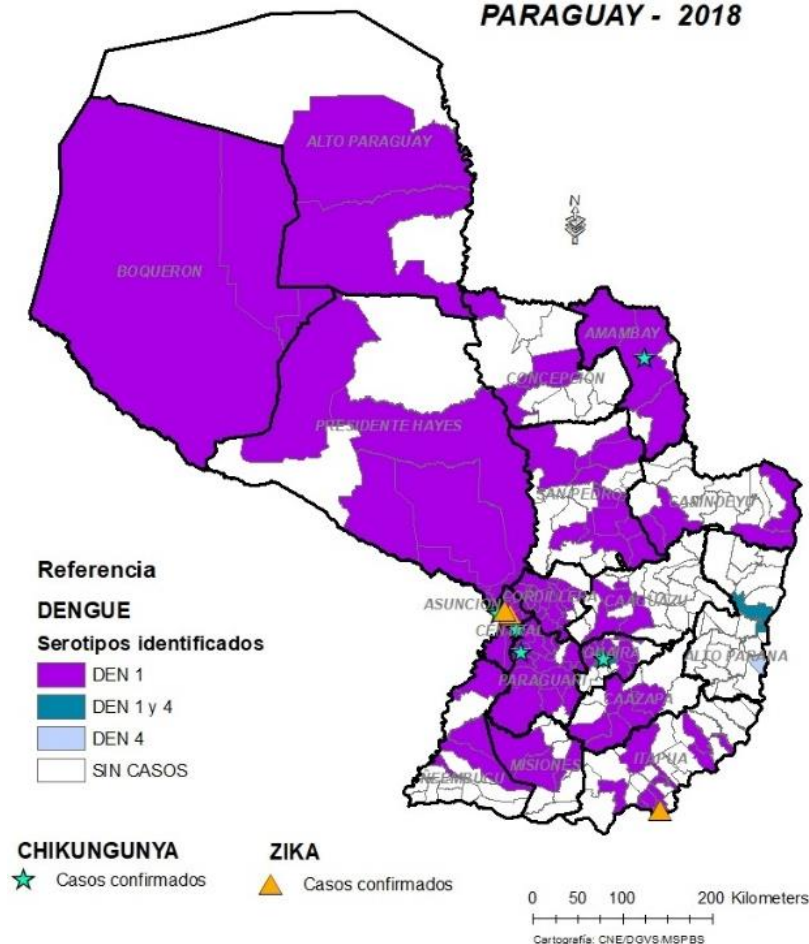 PARAGUAY - 2018
ALTO PARAGUAY
N
BOQUERON
AMAMBAY
CONCEPCION
PRESIDENTE HAYES
SAN PEDRO
CANINDEYU
Referencia
DENGUE
Serotipos identificados
DEN 1
DEN 1 y 4
DEN 4
SIN CASOS
ASUNCION
CORDILLERA
CAAGUAZU
CENTRAL
GUAIRA
ALTO PARANA
PARAGUARI
CAAZAPA
ITAPUA
MISIONES
ÑEEMBUCU
CHIKUNGUNYA
Casos confirmados
ZIKA
Casos confirmados
0 50 100 200 Kilometers
Cartografía: CNE/DGVS/MSPBS